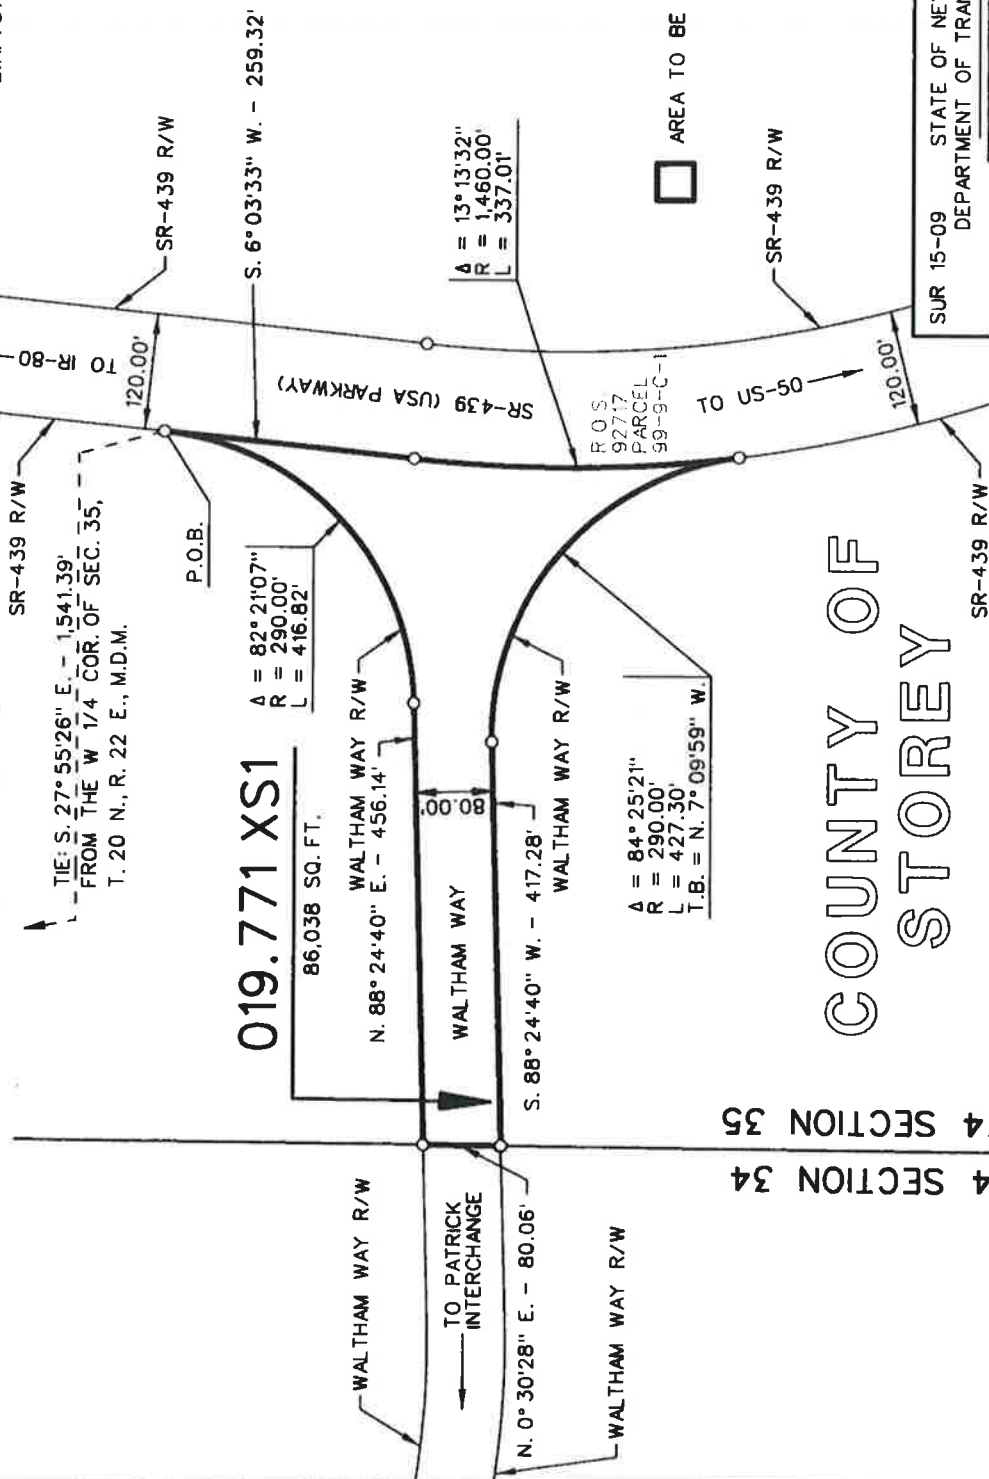 SR-439 R/W
TIE: S. 27° 55'26" E. - 1,541.39'
FROM THE W 1/4 COR. OF SEC. 35,
T. 20 N., R. 22 E., M.D.M.
P.O.B.
TO IR-80
120.00'
SR-439 R/W
S. 6° 03'33" W. - 259.32'
SR-439 (USA PARKWAY)
Δ = 13° 13'32"
R = 1,460.00'
L = 337.01'
AREA TO BE
R O S
92717
PARCEL
99-9-C-1
TO US-50
120.00'
SR-439 R/W
SR-439 R/W
SUR 15-09
STATE OF
DEPARTMENT OF
Δ = 82° 21'07"
R = 290.00'
L = 416.82'
WALTHAM WAY R/W
N. 88° 24'40" E. - 456.14'
019.771 XS1
86,038 SQ. FT.
80.00'
WALTHAM WAY
S. 88° 24'40" W. - 417.28'
WALTHAM WAY R/W
Δ = 84° 25'21"
R = 290.00'
L = 427.30'
T.B. = N. 7° 09'59" W.
COUNTY OF
STOREY
SECTION 35
SECTION 34
WALTHAM WAY R/W
TO PATRICK
INTERCHANGE
N. 0° 30'28" E. - 80.06'
WALTHAM WAY R/W